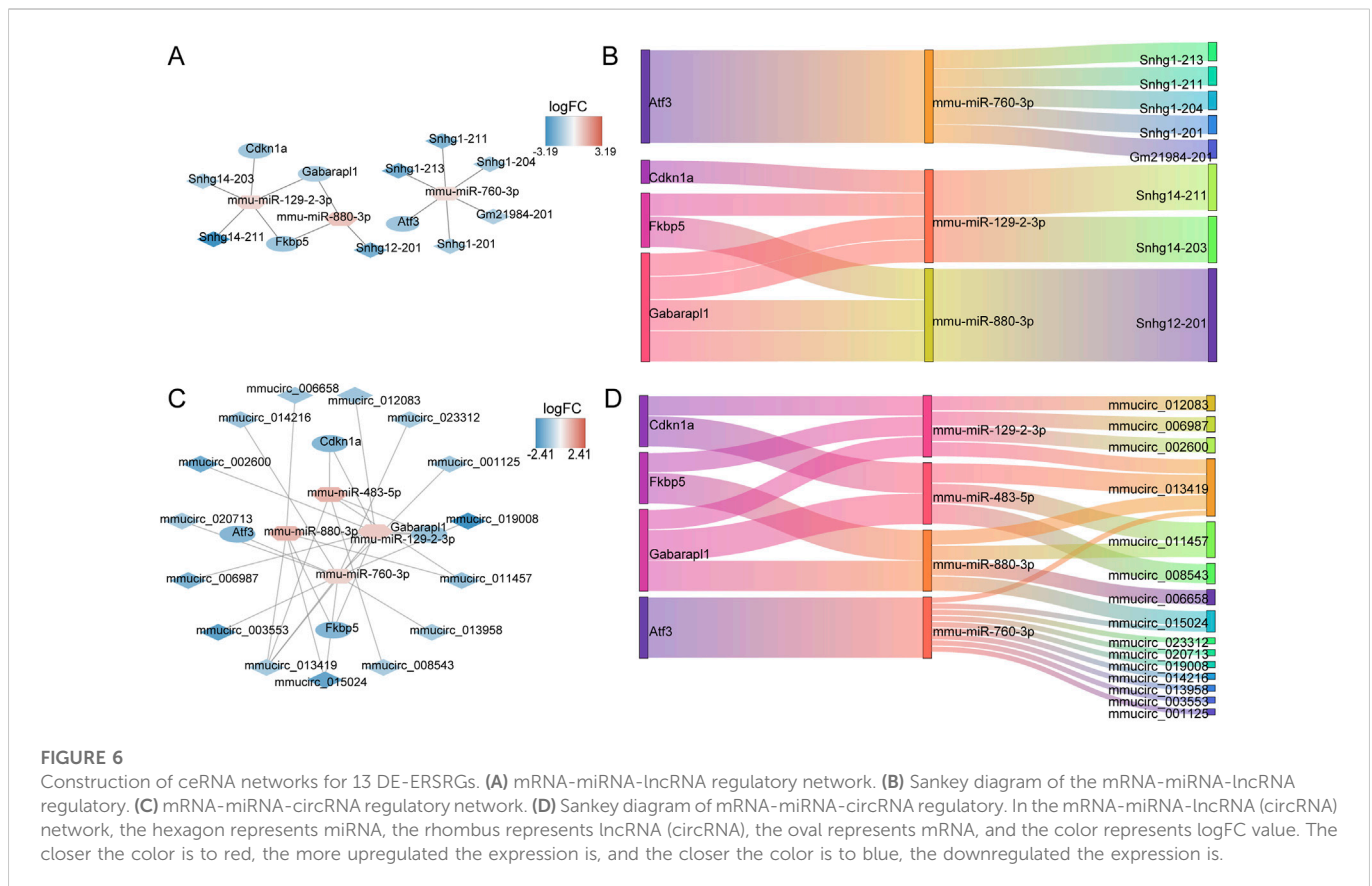 A
logFC
-3.19
3.19
Snhg1-211
Cdkn1a
Snhg1-213
Snhg1-204
Gabarapl1
Snhg14-203
mmu-miR-760-3p
mmu-miR-129-2-3p
mmu-miR-880-3p
Atf3
Gm21984-201
Snhg14-211
Fkbp5
Snhg12-201
Snhg1-201
B
Atf3
Cdkn1a
Fkbp5
Gabarapl1
mmu-miR-760-3p
mmu-miR-129-2-3p
mmu-miR-880-3p
Snhg1-213
Snhg1-211
Snhg1-204
Snhg1-201
Gm21984-201
Snhg14-211
Snhg14-203
Snhg12-201
C
logFC
-2.41
2.41
mmucirc_006658
mmucirc_012083
mmucirc_014216
mmucirc_023312
Cdkn1a
mmucirc_002600
mmucirc_001125
mmu-miR-483-5p
mmucirc_020713
Atf3
mmu-miR-880-3p
Gabarapl1
mmucirc_019008
mmu-miR-129-2-3p
mmu-miR-760-3p
mmucirc_006987
mmucirc_011457
mmucirc_003553
Fkbp5
mmucirc_013958
mmucirc_013419
mmucirc_008543
mmucirc_015024
D
Cdkn1a
Fkbp5
Gabarapl1
Atf3
mmu-miR-129-2-3p
mmu-miR-483-5p
mmu-miR-880-3p
mmu-miR-760-3p
mmucirc_012083
mmucirc_006987
mmucirc_002600
mmucirc_013419
mmucirc_011457
mmucirc_008543
mmucirc_006658
mmucirc_015024
mmucirc_023312
mmucirc_020713
mmucirc_019008
mmucirc_014216
mmucirc_013958
mmucirc_003553
mmucirc_001125
FIGURE 6
Construction of ceRNA networks for 13 DE-ERSRGs. (A) mRNA-miRNA-lncRNA regulatory network. (B) Sankey diagram of the mRNA-miRNA-lncRNA
regulatory. (C) mRNA-miRNA-circRNA regulatory network. (D) Sankey diagram of mRNA-miRNA-circRNA regulatory. In the mRNA-miRNA-lncRNA (circRNA)
network, the hexagon represents miRNA, the rhombus represents lncRNA (circRNA), the oval represents mRNA, and the color represents logFC value. The
closer the color is to red, the more upregulated the expression is, and the closer the color is to blue, the downregulated the expression is.